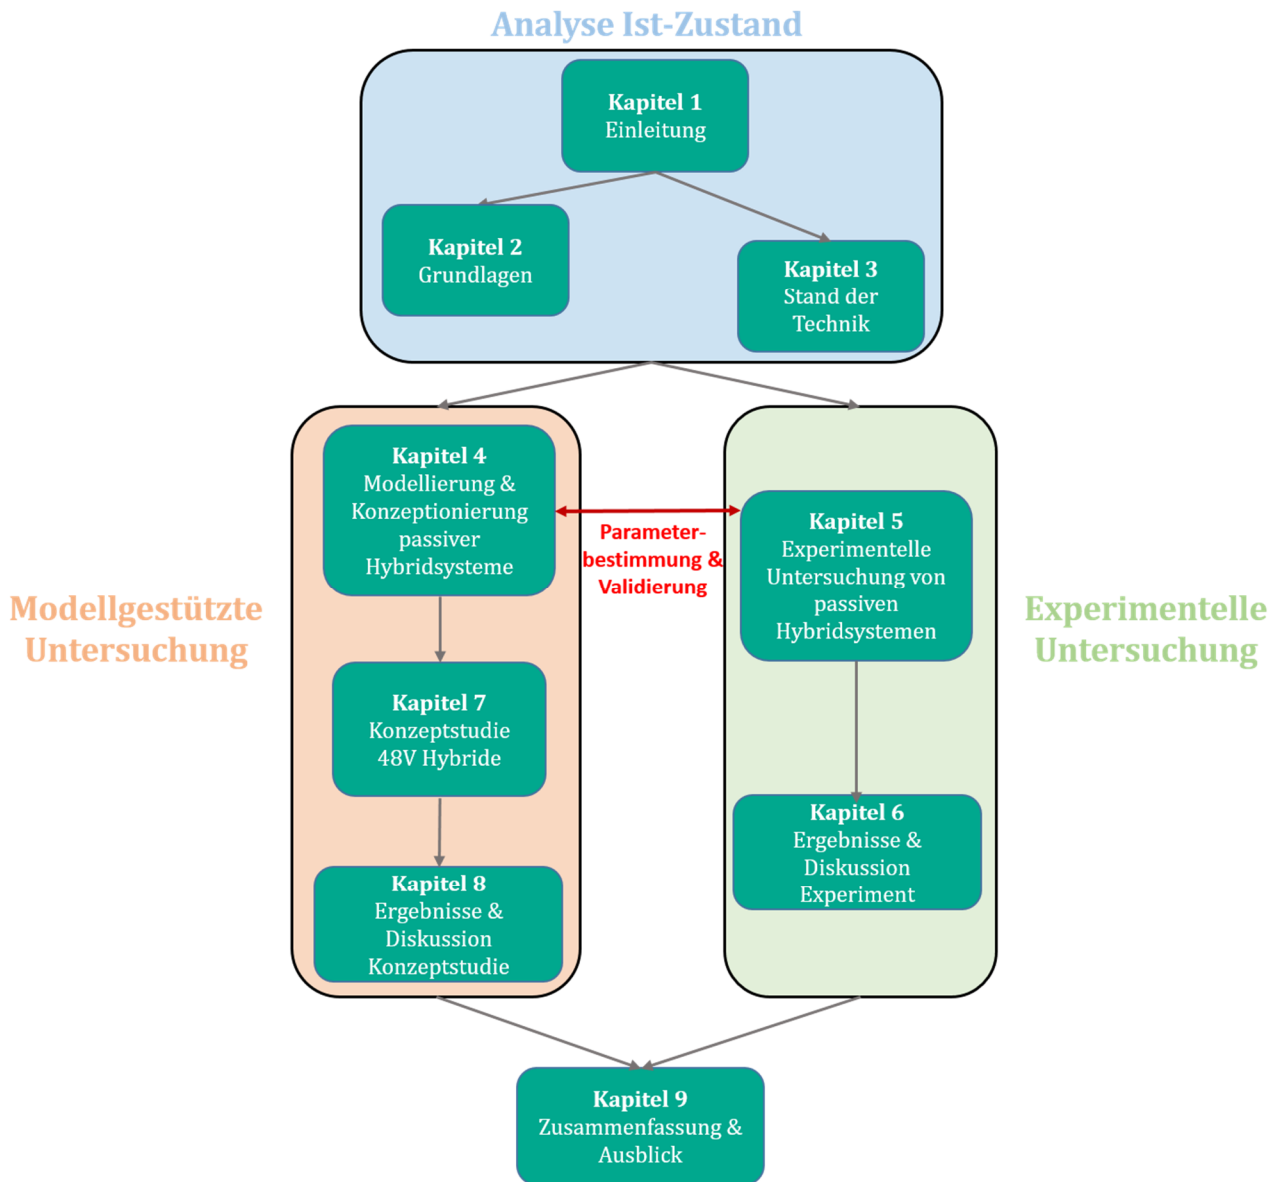 Analyse Ist-Zustand
Kapitel 1
Einleitung
Kapitel 2
Grundlagen
Kapitel 3
Stand der
Technik
Modellgestützte
Untersuchung
Kapitel 4
Modellierung &
Konzeptionierung
passiver
Hybridsysteme
Kapitel 7
Konzeptstudie
48V Hybride
Kapitel 8
Ergebnisse &
Diskussion
Konzeptstudie
Parameter-
bestimmung &
Validierung
Kapitel 5
Experimentelle
Untersuchung von
passiven
Hybridsystemen
Kapitel 6
Ergebnisse &
Diskussion
Experiment
Experimentelle
Untersuchung
Kapitel 9
Zusammenfassung &
Ausblick